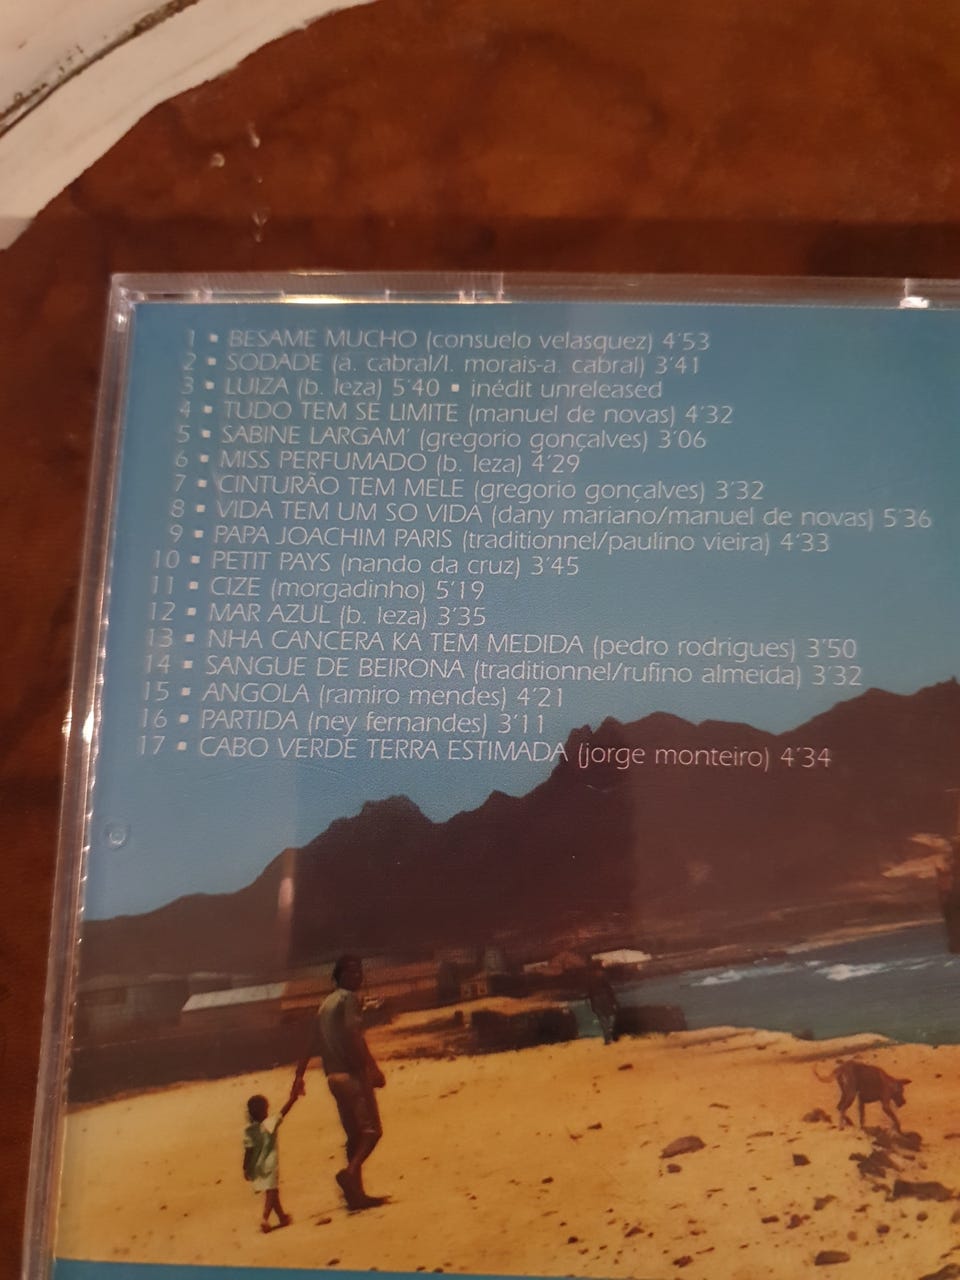 1 ▪ BESAME MUCHO (consuelo velasquez) 4'53
2 ▪ SODADE (a. cabral/l. morais-a. cabral) 3'41
3 ▪ LUIZA (b. leza) 5'40 ▪ inédit unreleased
4 ▪ TUDO TEM SE LIMITE (manuel de novas) 4'32
5 ▪ SABINE LARGAM' (gregorio gonçalves) 3'06
6 ▪ MISS PERFUMADO (b. leza) 4'29
7 ▪ CINTURÃO TEM MELE (gregorio gonçalves) 3'32
8 ▪ VIDA TEM UM SO VIDA (dany mariano/manuel de novas) 5'36
9 ▪ PAPA JOACHIM PARIS (traditionnel/paulino vieira) 4'33
10 ▪ PETIT PAYS (nando da cruz) 3'45
11 ▪ CIZE (morgadinho) 5'19
12 ▪ MAR AZUL (b. leza) 3'35
13 ▪ NHA CANCERA KA TEM MEDIDA (pedro rodrigues) 3'50
14 ▪ SANGUE DE BEIRONA (traditionnel/rufino almeida) 3'32
15 ▪ ANGOLA (ramiro mendes) 4'21
16 ▪ PARTIDA (ney fernandes) 3'11
17 ▪ CABO VERDE TERRA ESTIMADA (jorge monteiro) 4'34